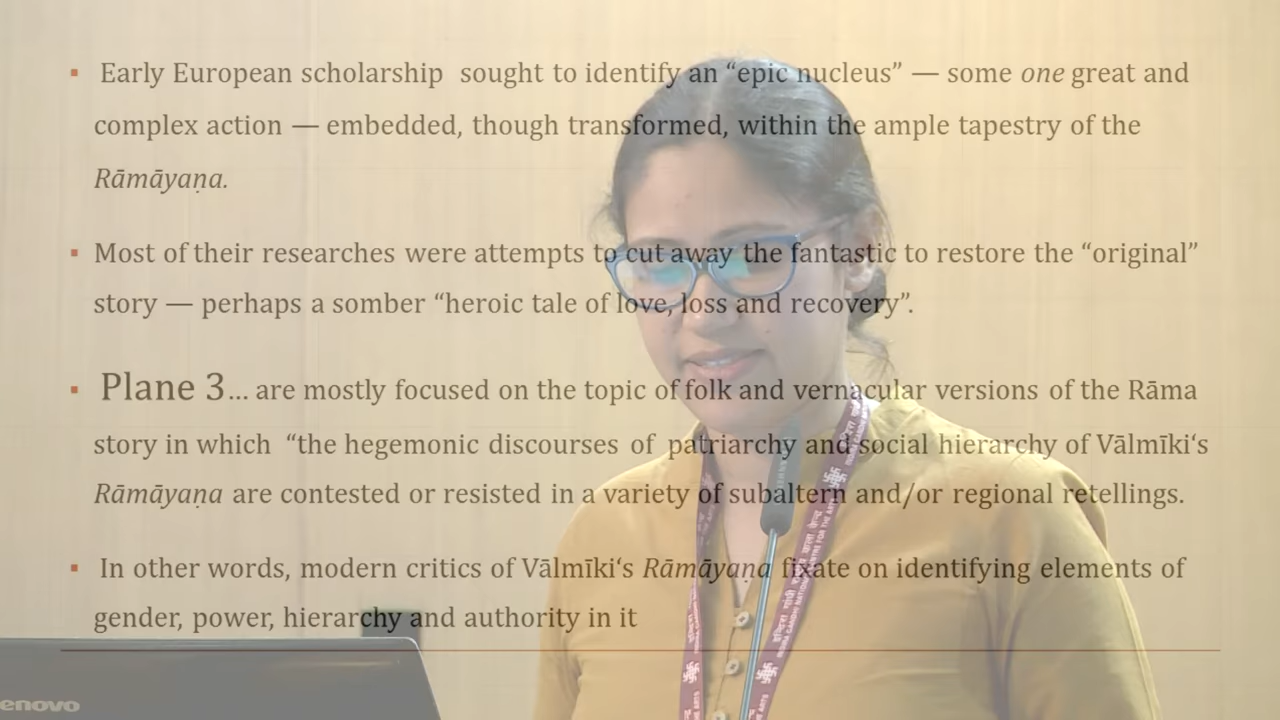 ▪ Early European scholarship sought to identify an “epic nucleus” — some one great and
complex action — embedded, though transformed, within the ample tapestry of the
Rāmāyaṇa.
▪ Most of their researches were attempts to cut away the fantastic to restore the “original”
story — perhaps a somber “heroic tale of love, loss and recovery”.
▪ Plane 3... are mostly focused on the topic of folk and vernacular versions of the Rāma
story in which “the hegemonic discourses of patriarchy and social hierarchy of Vālmīki‘s
Rāmāyaṇa are contested or resisted in a variety of subaltern and/or regional retellings.
▪ In other words, modern critics of Vālmīki‘s Rāmāyaṇa fixate on identifying elements of
gender, power, hierarchy and authority in it
enovo